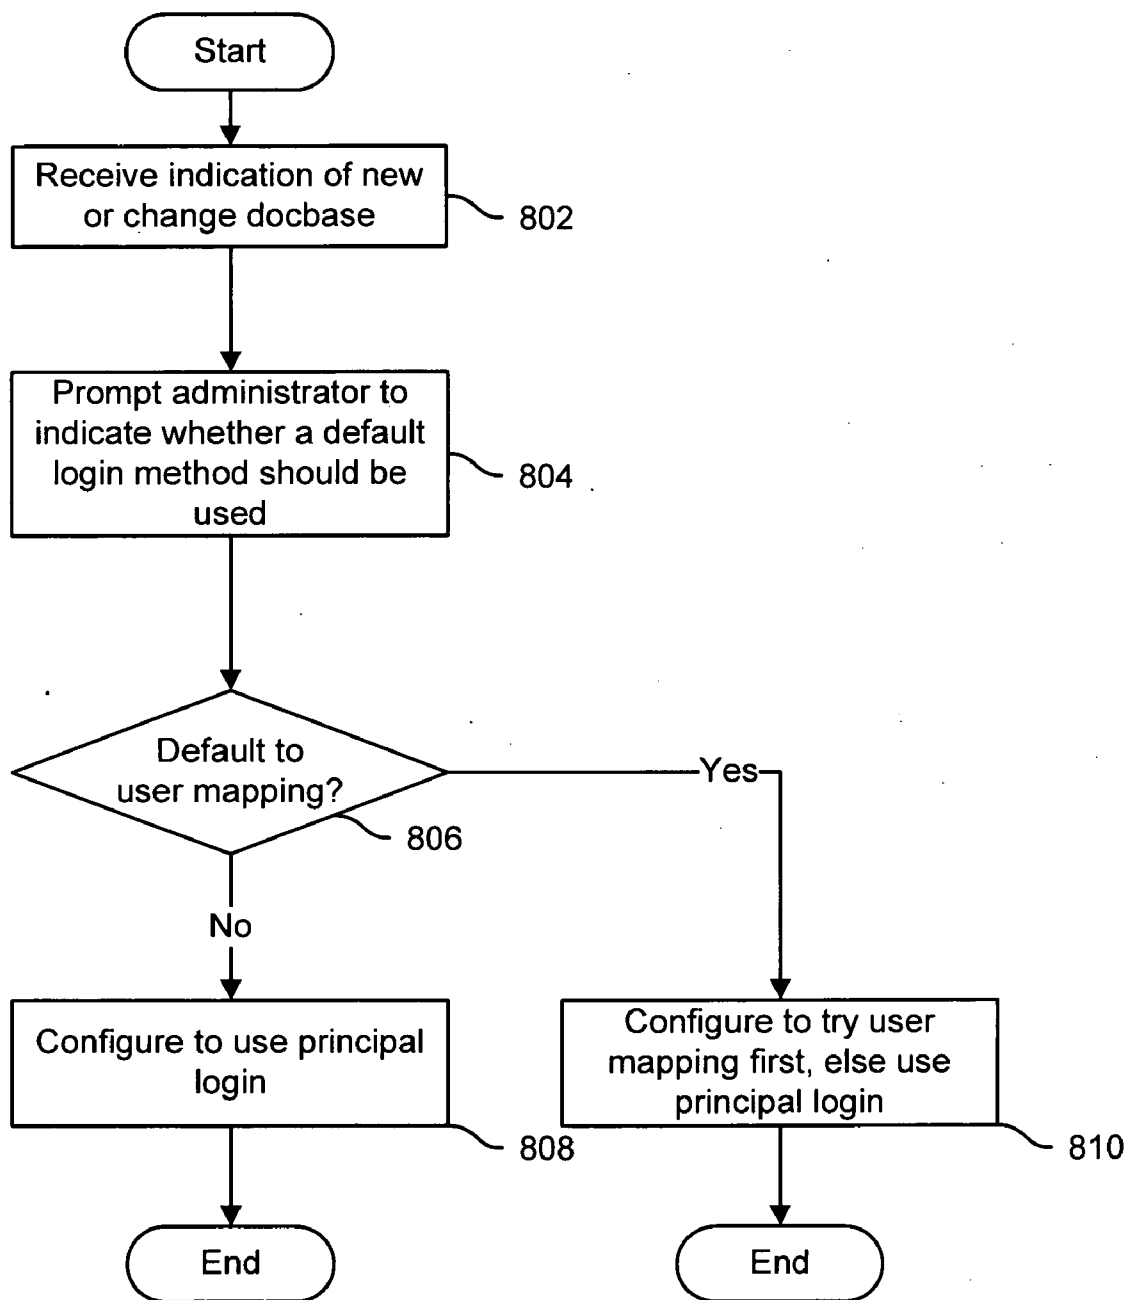 Start
Receive indication of new
or change docbase
802
Prompt administrator to
indicate whether a default
login method should be
used
804
Default to
user mapping?
806
Yes
No
Configure to use principal
login
808
Configure to try user
mapping first, else use
principal login
810
End
End